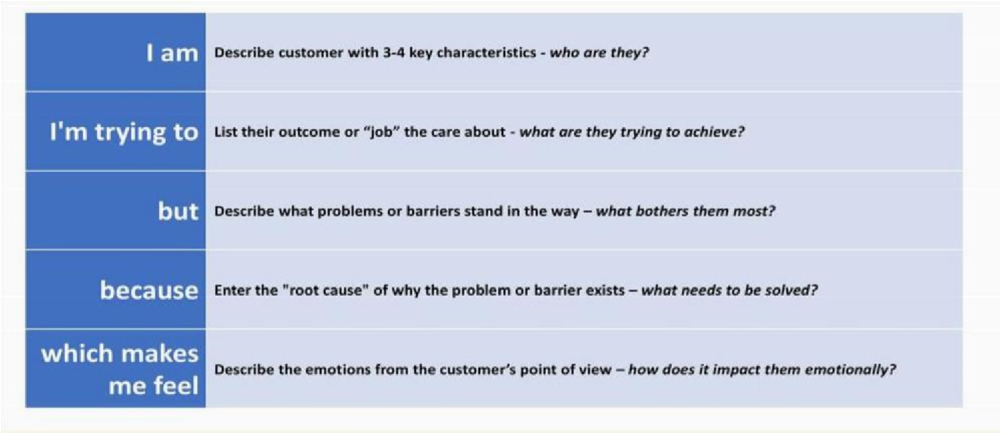 I am
Describe customer with 3-4 key characteristics - who are they?
I'm trying to
List their outcome or “job” the care about - what are they trying to achieve?
but
Describe what problems or barriers stand in the way – what bothers them most?
because
Enter the "root cause" of why the problem or barrier exists – what needs to be solved?
which makes
me feel
Describe the emotions from the customer’s point of view – how does it impact them emotionally?